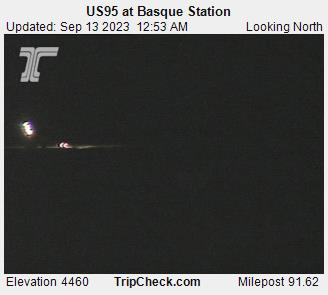 US95 at Basque Station
Updated: Sep 13 2023 12:53 AM Looking North
Elevation 4460 TripCheck.com Milepost 91.62